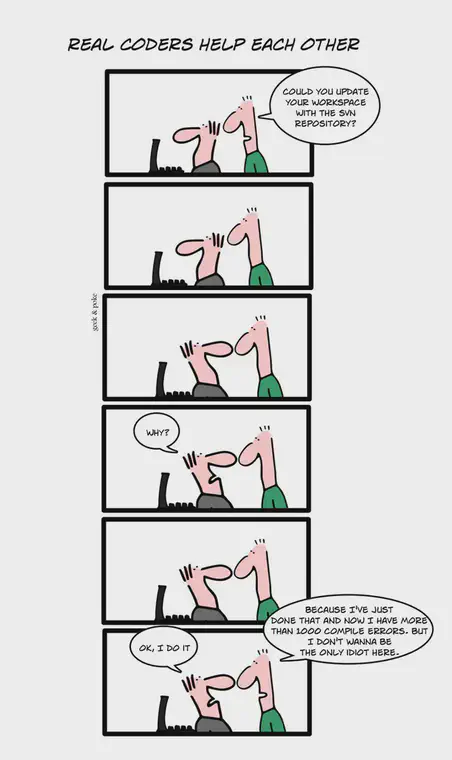 REAL CODERS HELP EACH OTHER
COULD YOU UPDATE
YOUR WORKSPACE
WITH THE SVN
REPOSITORY?
geek & poke
WHY?
BECAUSE I'VE JUST
DONE THAT AND NOW I HAVE MORE
THAN 1000 COMPILE ERRORS. BUT
I DON'T WANNA BE
THE ONLY IDIOT HERE.
OK, I DO IT